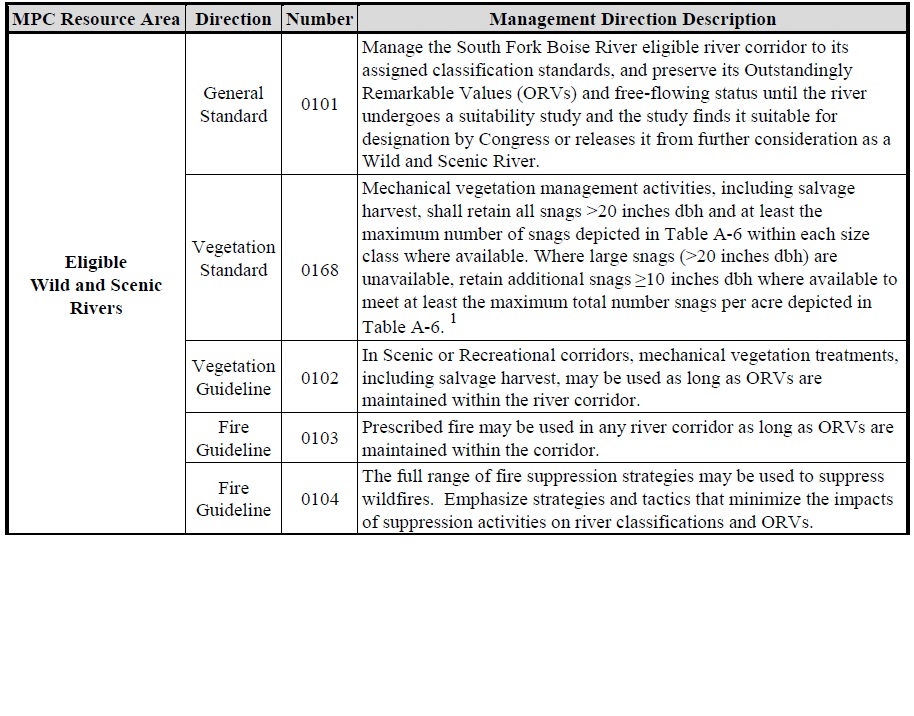 MPC Resource Area Direction Number Management Direction Description
Eligible
Wild and Scenic
Rivers
General
Standard
0101
Manage the South Fork Boise River eligible river corridor to its
assigned classification standards, and preserve its Outstandingly
Remarkable Values (ORVs) and free-flowing status until the river
undergoes a suitability study and the study finds it suitable for
designation by Congress or releases it from further consideration as a
Wild and Scenic River.
Vegetation
Standard
0168
Mechanical vegetation management activities, including salvage
harvest, shall retain all snags >20 inches dbh and at least the
maximum number of snags depicted in Table A-6 within each size
class where available. Where large snags (>20 inches dbh) are
unavailable, retain additional snags ≥10 inches dbh where available to
meet at least the maximum total number snags per acre depicted in
Table A-6. 1
Vegetation
Guideline
0102
In Scenic or Recreational corridors, mechanical vegetation treatments,
including salvage harvest, may be used as long as ORVs are
maintained within the river corridor.
Fire
Guideline
0103
Prescribed fire may be used in any river corridor as long as ORVs are
maintained within the corridor.
Fire
Guideline
0104
The full range of fire suppression strategies may be used to suppress
wildfires. Emphasize strategies and tactics that minimize the impacts
of suppression activities on river classifications and ORVs.